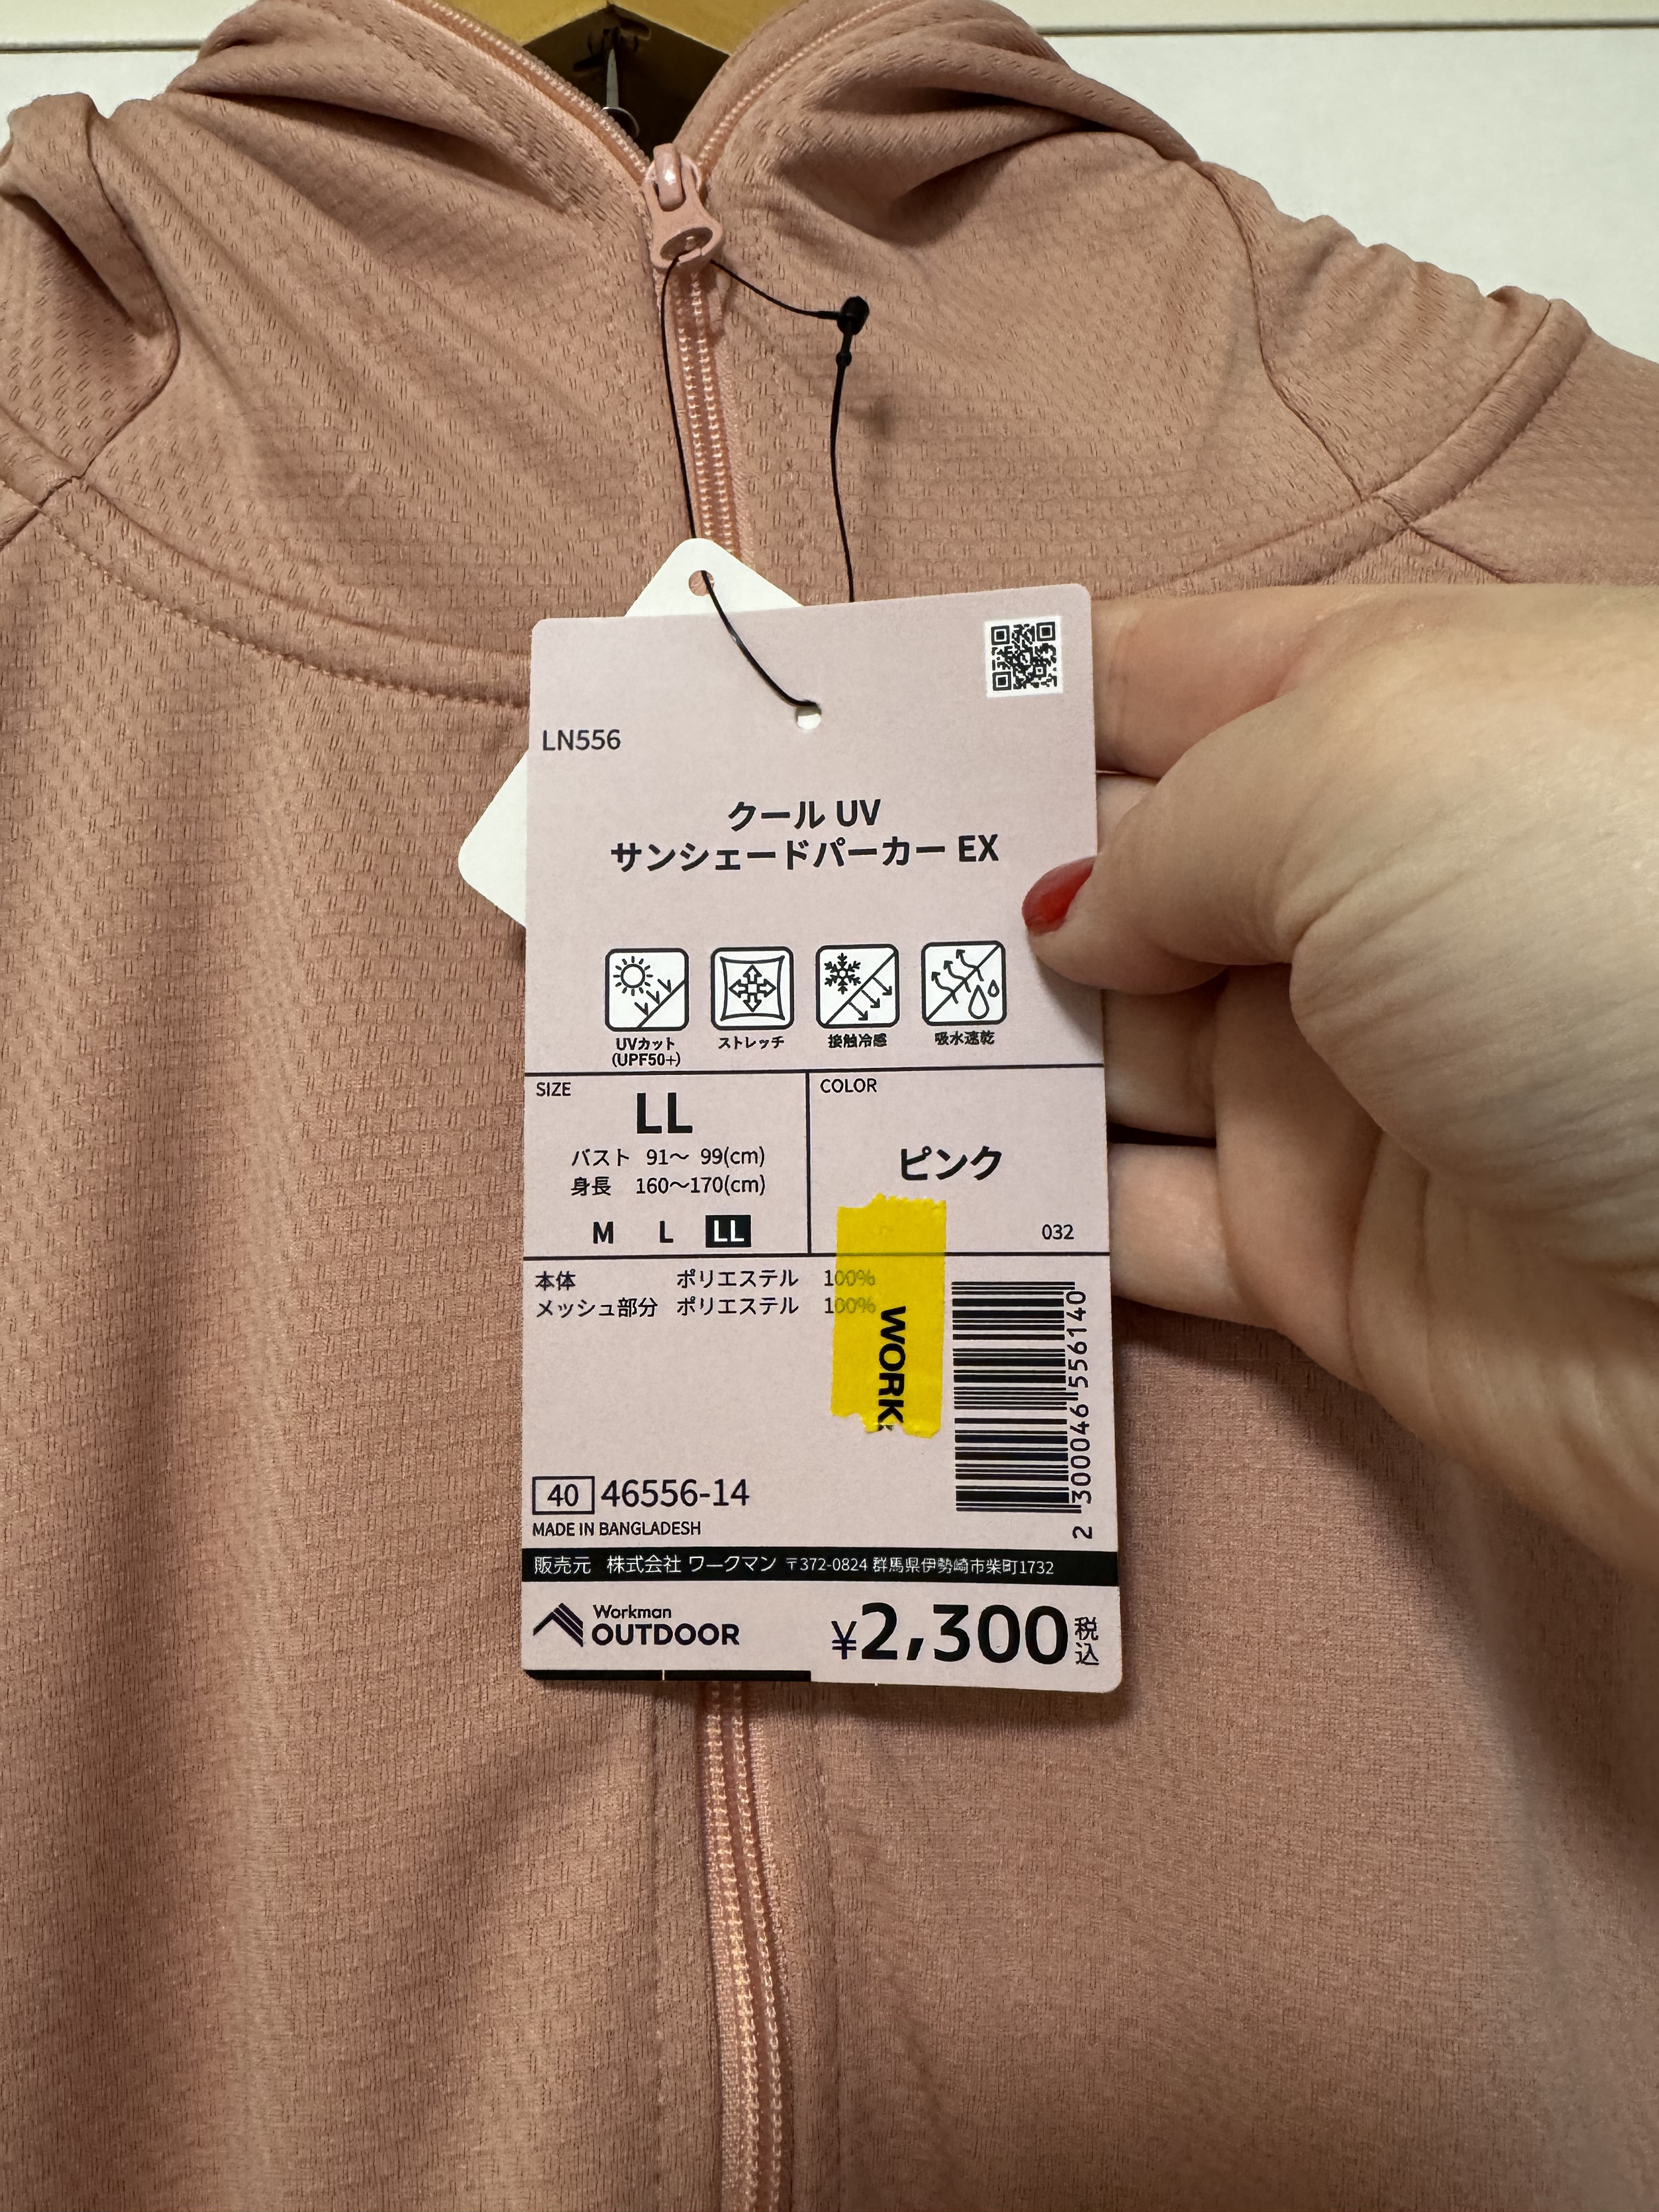 LN556
クール UV
サンシェードパーカー EX
UVカット
(UPF50+)
ストレッチ
接触冷感
吸水速乾
SIZE
LL
バスト 91～ 99(cm)
身長 160～170(cm)
M L LL
COLOR
ピンク
032
本体 ポリエステル 100%
メッシュ部分 ポリエステル 100%
WORK
2 300046 556140
40 46556-14
MADE IN BANGLADESH
販売元 株式会社 ワークマン 〒372-0824 群馬県伊勢崎市柴町1732
Workman
OUTDOOR
¥2,300税込